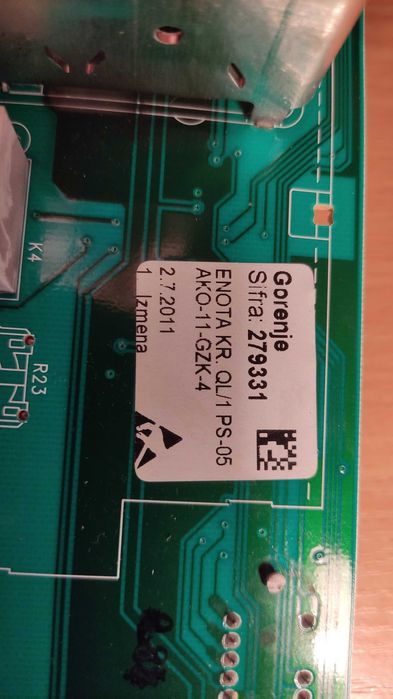 Gorenje
Sifra: 279331
ENOTA KR. QL/1 PS-05
AKO-11-GZK-4
2.7.2011
1 Izmena
K4
R23